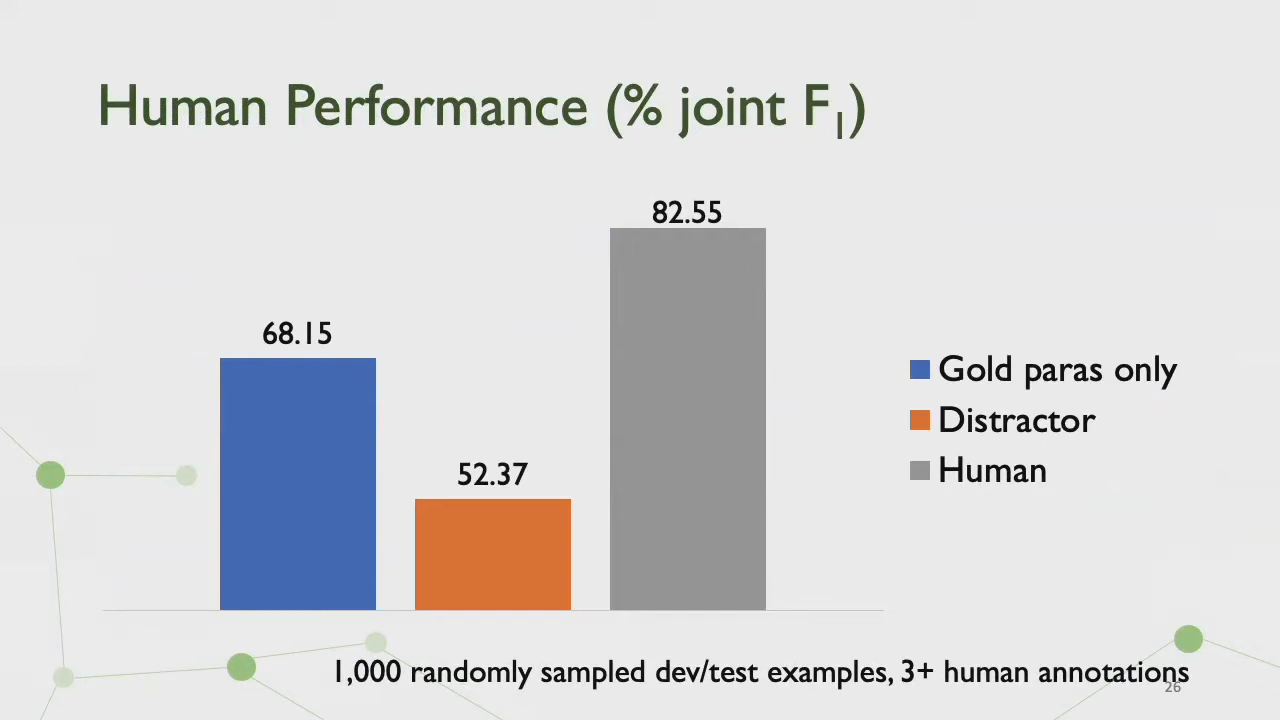 Human Performance (% joint F₁)
82.55
68.15
52.37
Gold paras only
Distractor
Human
1,000 randomly sampled dev/test examples, 3+ human annotations
26